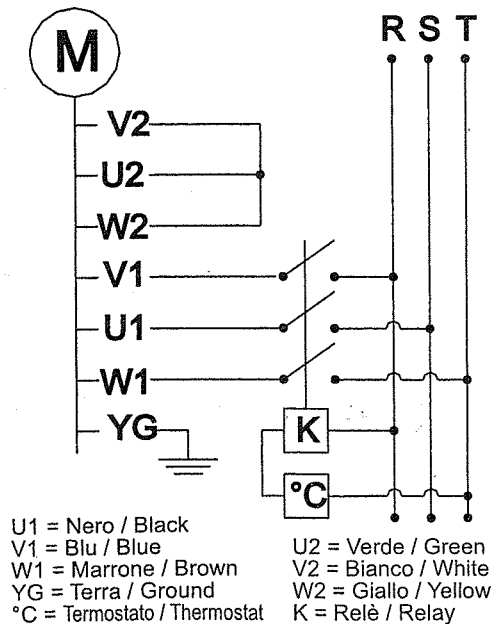 M
R S T
V2
U2
W2
V1
U1
W1
YG
K
°C
U1 = Nero / Black
V1 = Blu / Blue
W1 = Marrone / Brown
YG = Terra / Ground
°C = Termostato / Thermostat
U2 = Verde / Green
V2 = Bianco / White
W2 = Giallo / Yellow
K = Relè / Relay